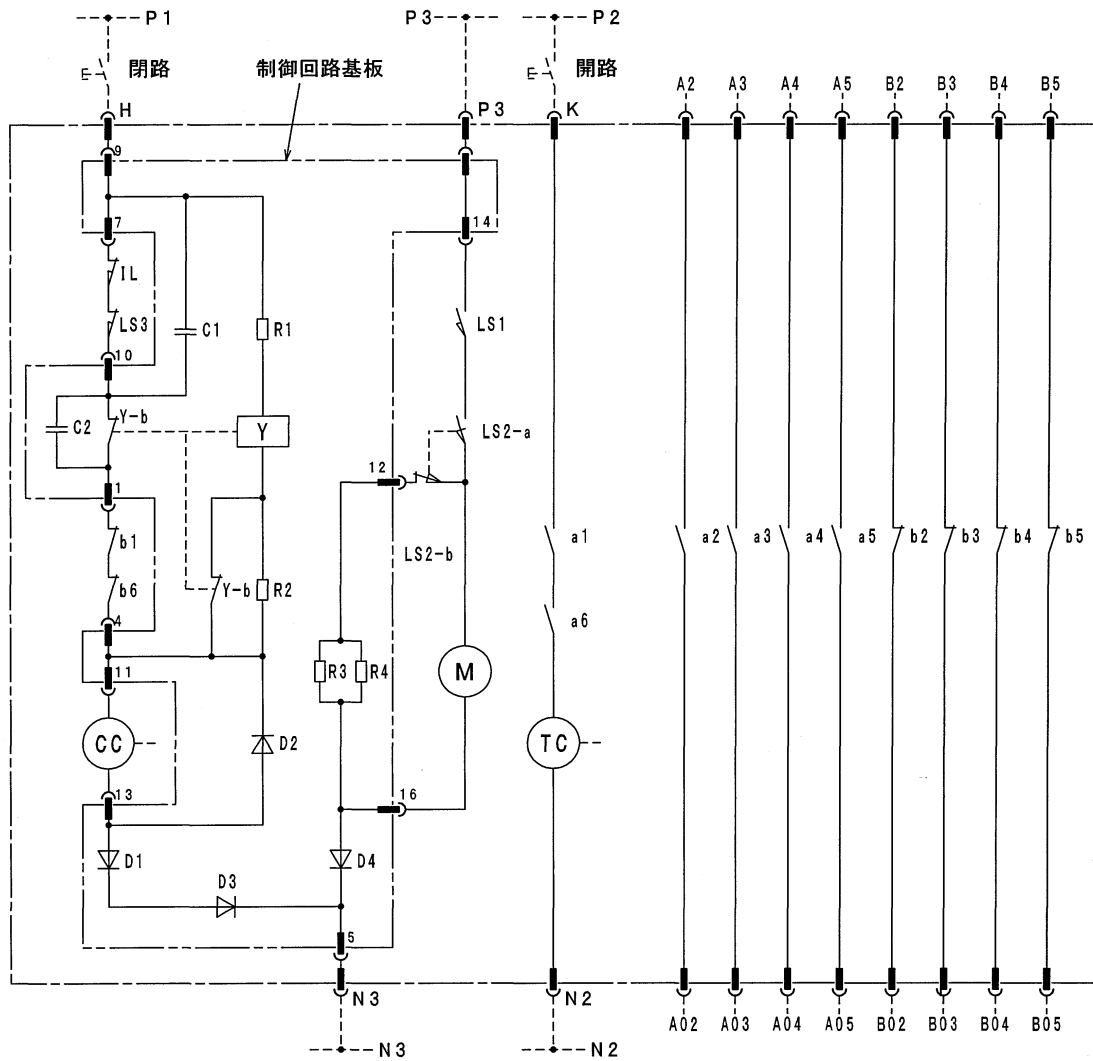 P1
P3
P2
閉路
制御回路基板
開路
H
P3
K
A2
A3
A4
A5
B2
B3
B4
B5
9
7
14
IL
LS3
C1
R1
LS1
10
C2
Y-b
Y
LS2-a
12
1
b1
LS2-b
a1
a2
a3
a4
a5
b2
b3
b4
b5
b6
Y-b
R2
a6
4
11
R3
R4
M
CC
D2
TC
13
16
D1
D4
D3
5
N3
N2
A02
A03
A04
A05
B02
B03
B04
B05
N3
N2